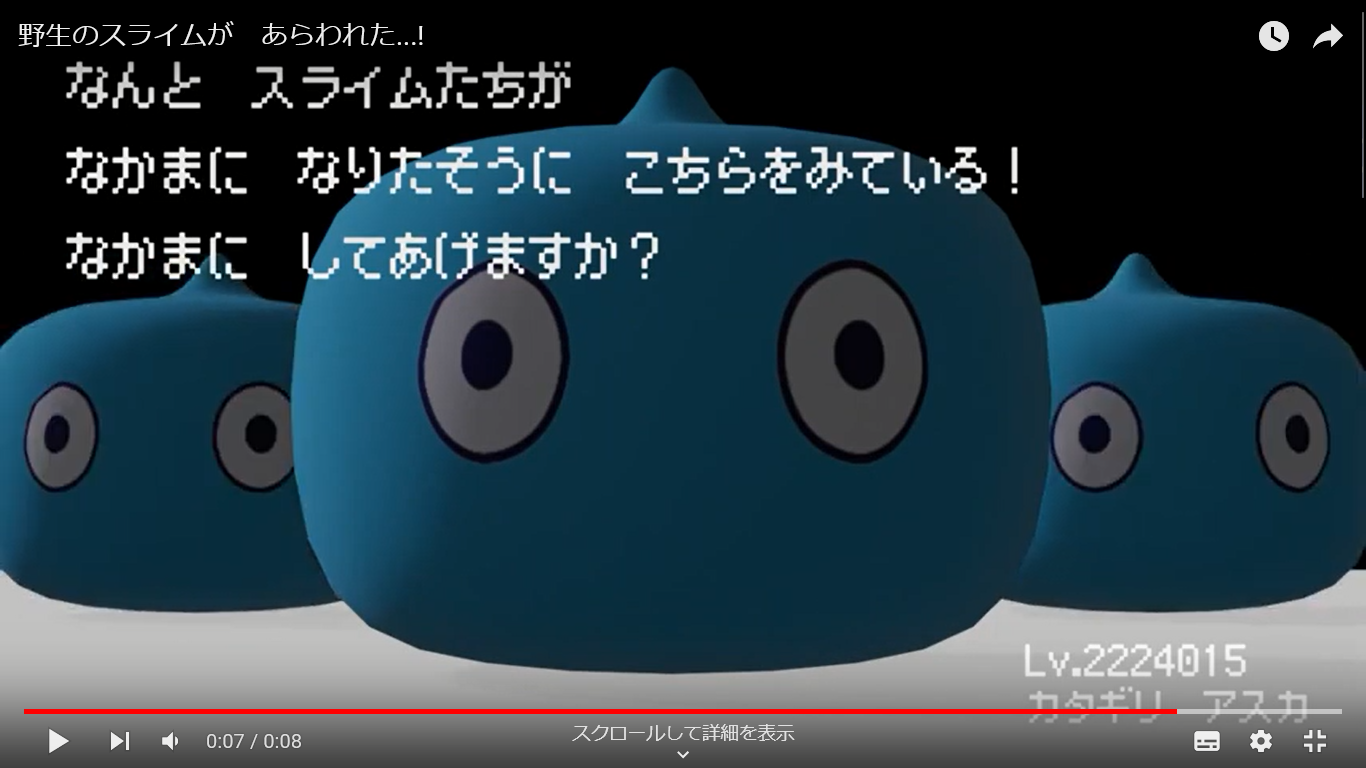 野生のスライムが　あらわれた...!
なんと　スライムたちが
なかまに　なりたそうに　こちらをみている！
なかまに　してあげますか？
Lv.2224015
カタギリ　アスカ
0:07 / 0:08
スクロールして詳細を表示